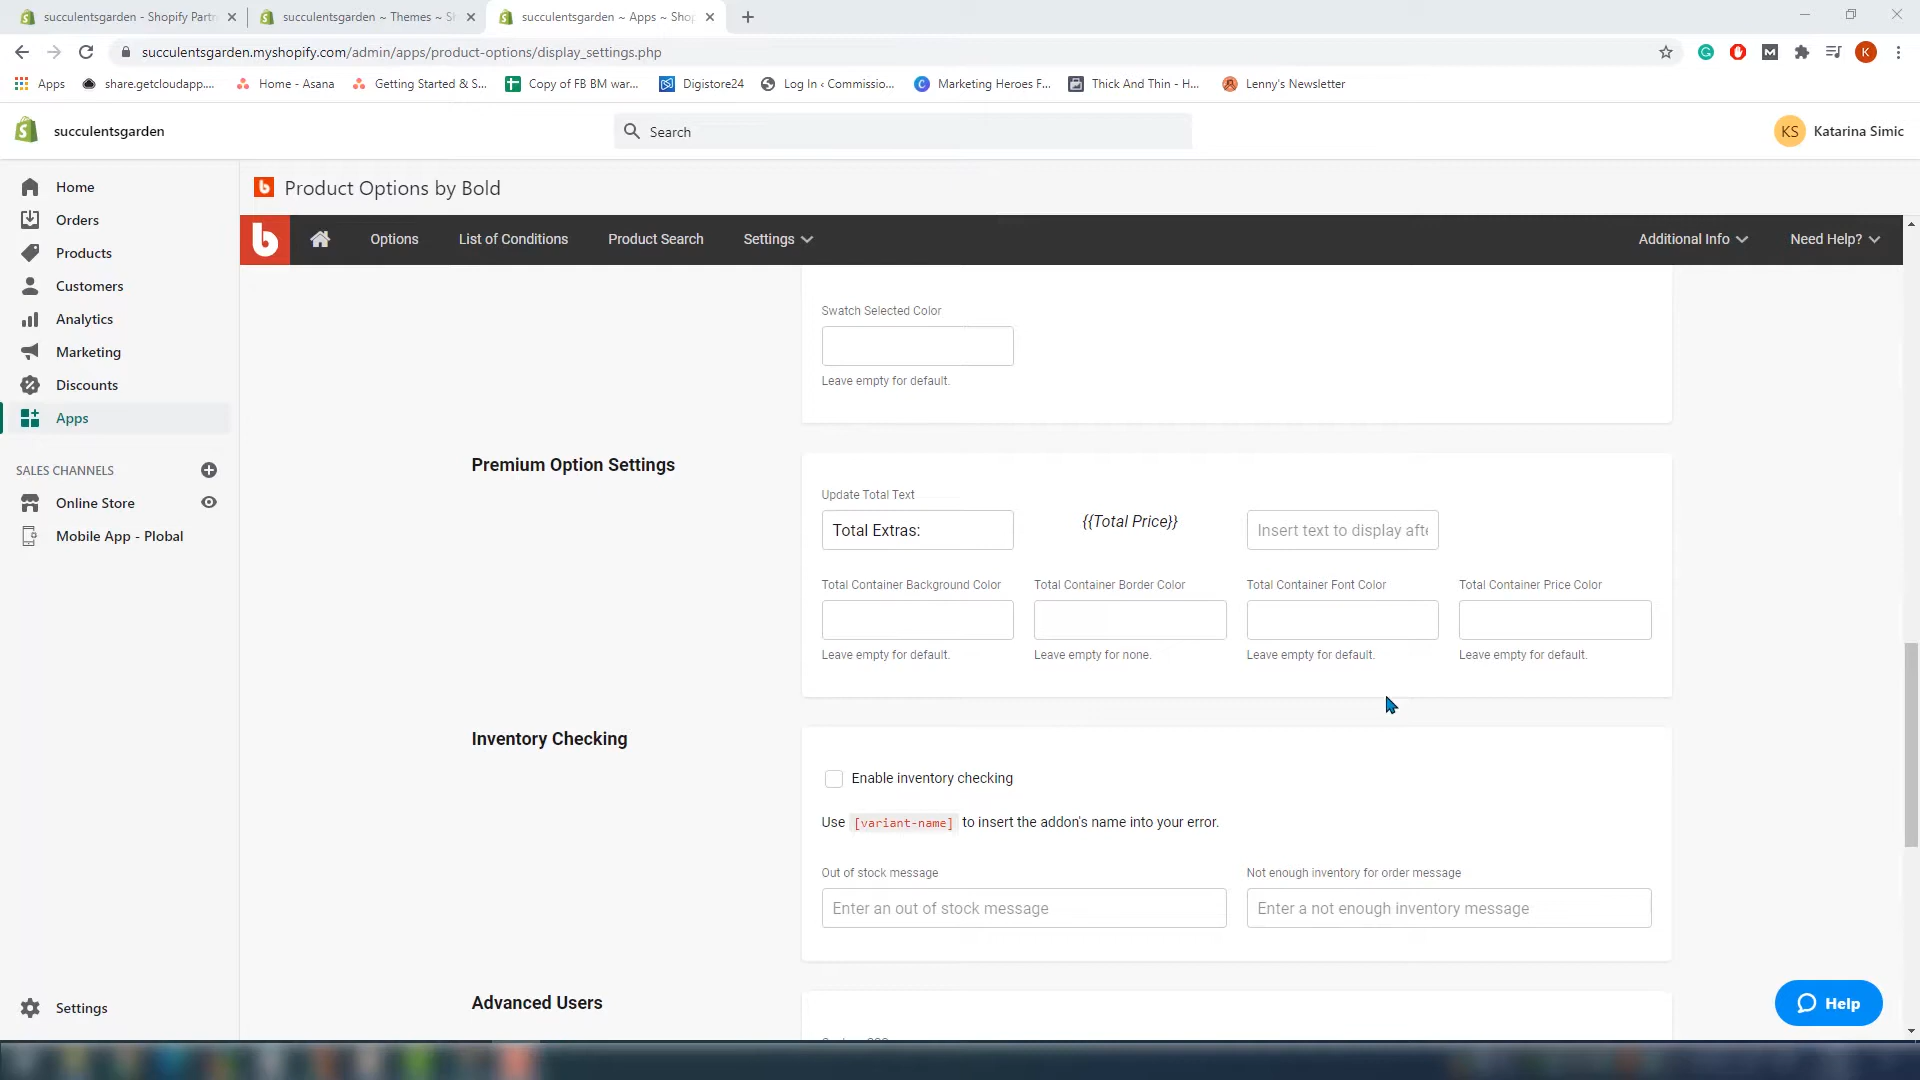 succulentsgarden - Shopify Partn
succulentsgarden ~ Themes ~ Sh
succulentsgarden ~ Apps ~ Shop
succulentsgarden.myshopify.com/admin/apps/product-options/display_settings.php
K
Apps
share.getcloudapp....
Home - Asana
Getting Started & S...
Copy of FB BM war...
Digistore24
Log In ‹ Commissio...
Marketing Heroes F...
Thick And Thin - H...
Lenny's Newsletter
succulentsgarden
Search
KS
Katarina Simic
Home
Orders
Products
Customers
Analytics
Marketing
Discounts
Apps
SALES CHANNELS
Online Store
Mobile App - Plobal
Settings
Product Options by Bold
b
Options
List of Conditions
Product Search
Settings
Additional Info
Need Help?
Swatch Selected Color
Leave empty for default.
Premium Option Settings
Update Total Text
Total Extras:
{{Total Price}}
Insert text to display afte
Total Container Background Color
Total Container Border Color
Total Container Font Color
Total Container Price Color
Leave empty for default.
Leave empty for none.
Leave empty for default.
Leave empty for default.
Inventory Checking
Enable inventory checking
Use [variant-name] to insert the addon's name into your error.
Out of stock message
Not enough inventory for order message
Enter an out of stock message
Enter a not enough inventory message
Advanced Users
Help